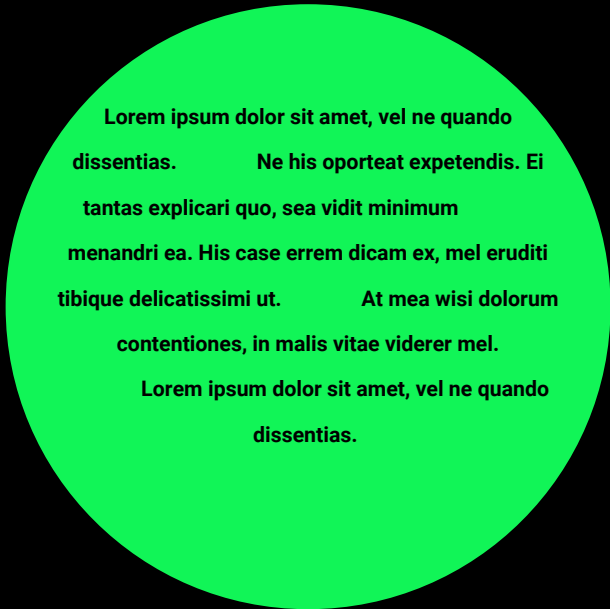 Lorem ipsum dolor sit amet, vel ne quando
dissentias. Ne his oporteat expetendis. Ei
tantas explicari quo, sea vidit minimum
menandri ea. His case errem dicam ex, mel eruditi
tibique delicatissimi ut. At mea wisi dolorum
contentiones, in malis vitae viderer mel.
Lorem ipsum dolor sit amet, vel ne quando
dissentias.